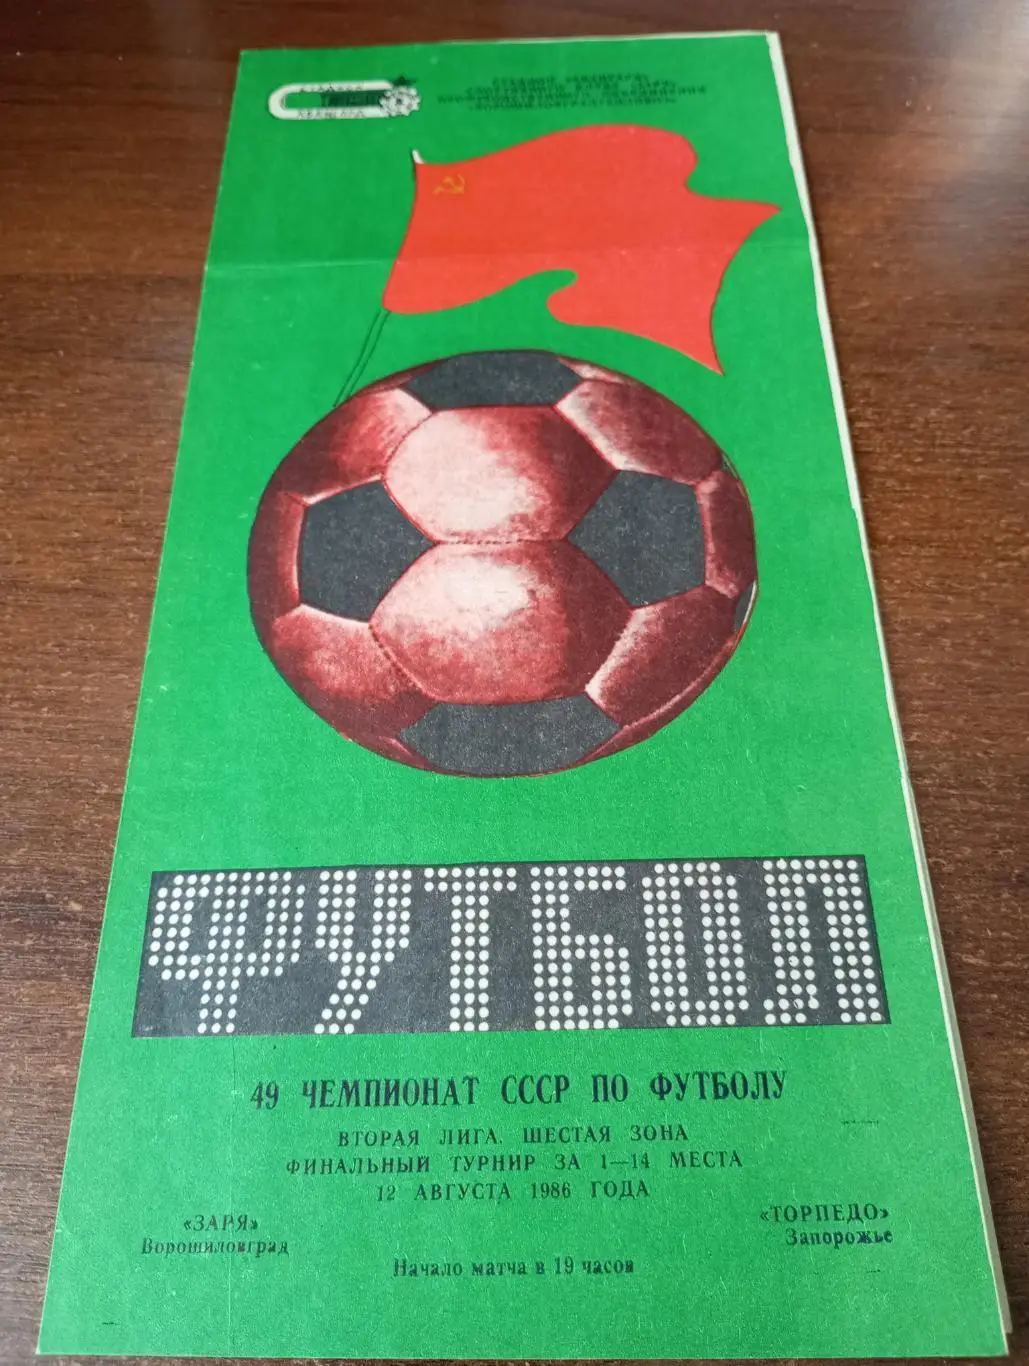 ФУТБОЛ
49 ЧЕМПИОНАТ СССР ПО ФУТБОЛУ
ВТОРАЯ ЛИГА. ШЕСТАЯ ЗОНА
ФИНАЛЬНЫЙ ТУРНИР ЗА 1—14 МЕСТА
12 АВГУСТА 1986 ГОДА
«ЗАРЯ»
Ворошиловград
«ТОРПЕДО»
Запорожье
Начало матча в 19 часов